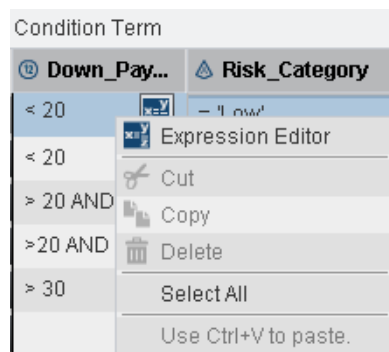 Condition Term
Down_Pay... Risk_Category
< 20 = 'Low'
Expression Editor
< 20
Cut
> 20 AND
Copy
>20 AND
Delete
> 30
Select All
Use Ctrl+V to paste.